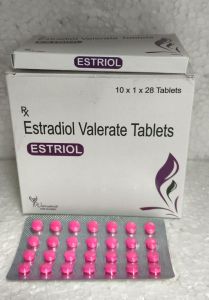 ESTRIOL
10 x 1 x 28 Tablets
Rx
Estradiol Valerate Tablets
ESTRIOL